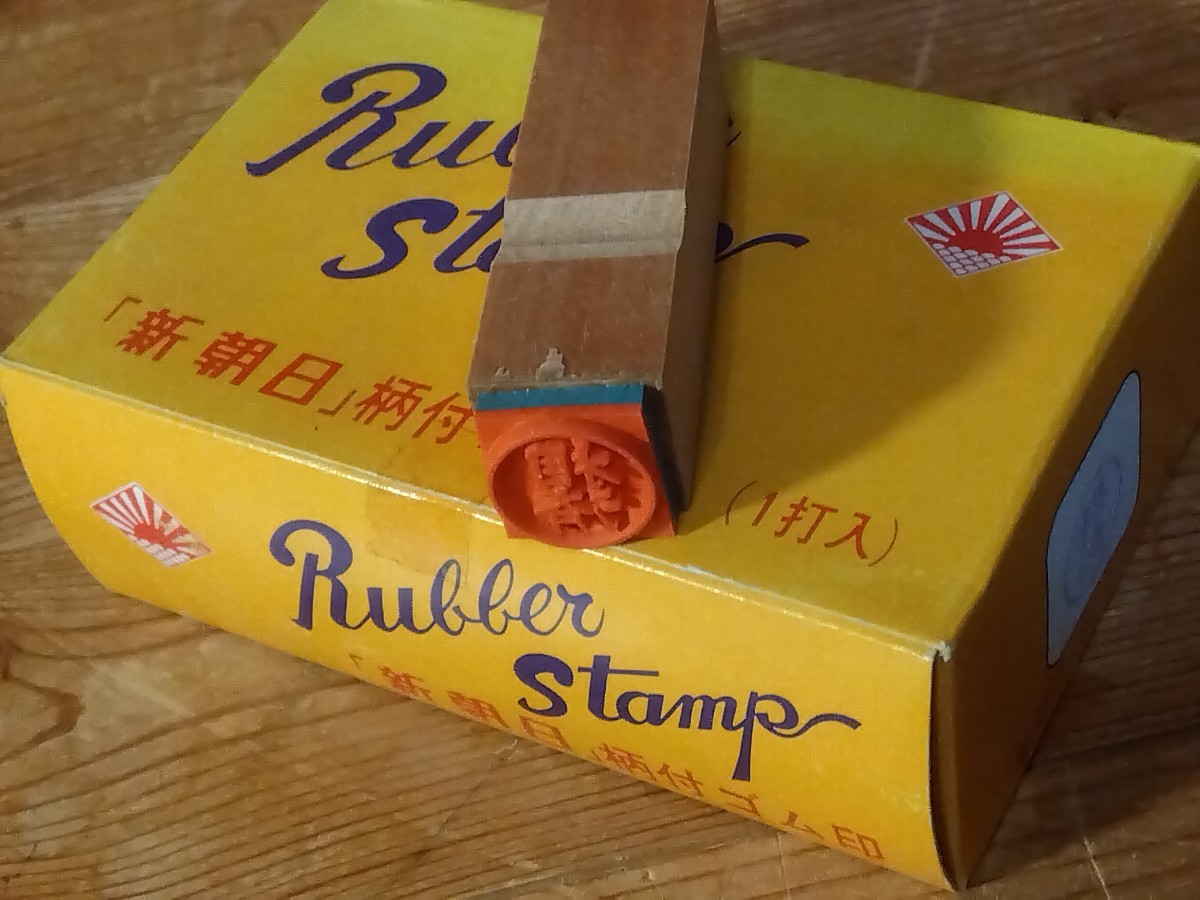 Ru
st
「新朝日」柄付
(1打入)
Rubber
stamp
「新朝日」柄付ゴム印